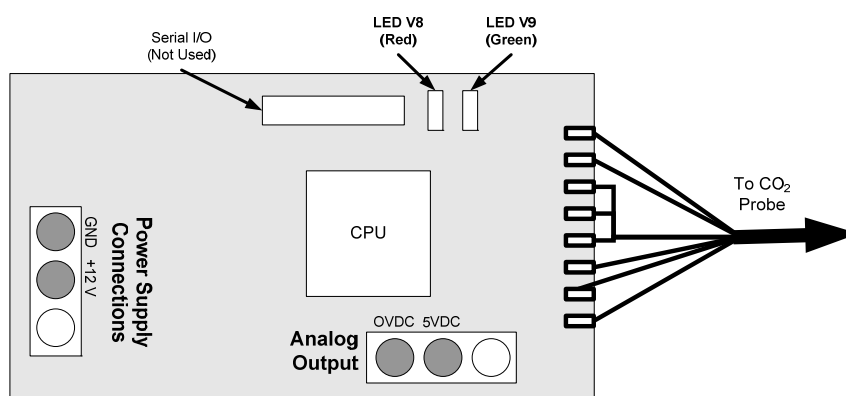 Serial I/O
(Not Used)
LED V8
(Red)
LED V9
(Green)
To CO₂
Probe
CPU
GND +12 V
Power Supply
Connections
OVDC 5VDC
Analog
Output